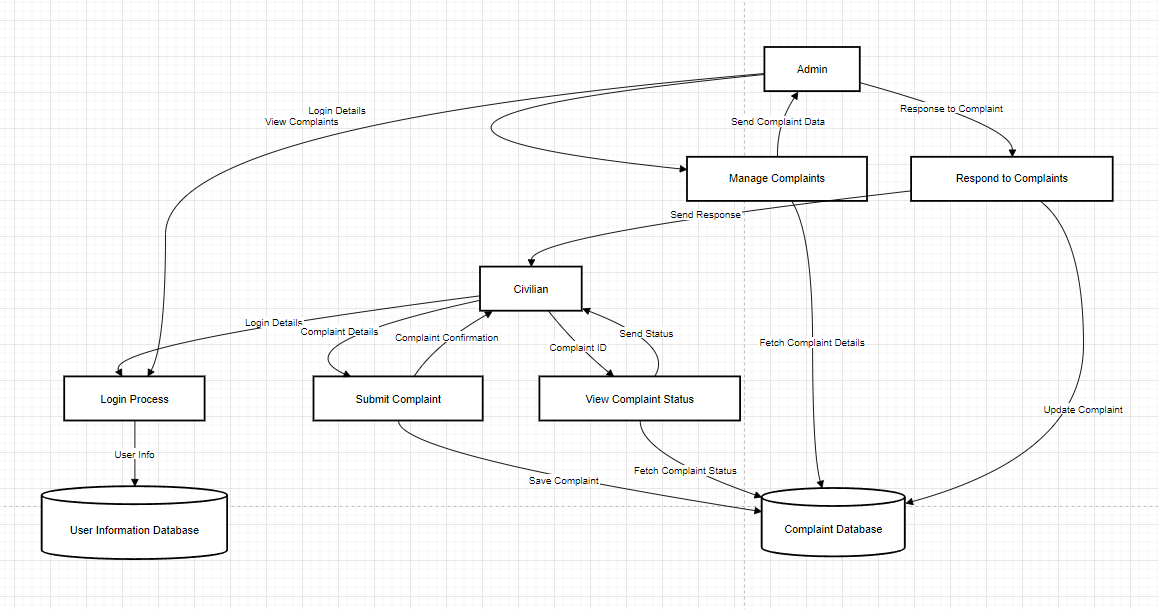 Admin
Login Details
View Complaints
Response to Complaint
Send Complaint Data
Manage Complaints
Respond to Complaints
Send Response
Civilian
Login Details
Complaint Details
Complaint Confirmation
Complaint ID
Send Status
Fetch Complaint Details
Login Process
Submit Complaint
View Complaint Status
Update Complaint
User Info
Fetch Complaint Status
Save Complaint
User Information Database
Complaint Database